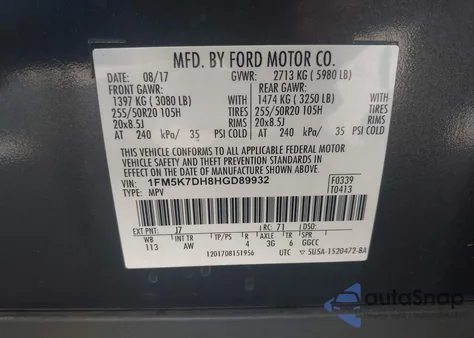 MFD. BY FORD MOTOR CO.
DATE: 08/17 GVWR: 2713 KG ( 5980 LB)
FRONT GAWR: REAR GAWR:
1397 KG ( 3080 LB) WITH 1474 KG ( 3250 LB) WITH
255/50R20 105H TIRES 255/50R20 105H TIRES
20x8.5J RIMS 20x8.5J RIMS
AT 240 kPa/ 35 PSI COLD AT 240 kPa/ 35 PSI COLD
THIS VEHICLE CONFORMS TO ALL APPLICABLE FEDERAL MOTOR
VEHICLE SAFETY AND BUMPER STANDARDS IN EFFECT ON THE DATE OF
MANUFACTURE SHOWN ABOVE.
VIN: 1FM5K7DH8HGD89932 F0339
TYPE: MPV T0413
EXT PNT: J7 RC: 71 DSO:
WB INT TR TP/PS R AXLE TR SPR
113 AW 4 3G 6 GGCC
1201708151956 UTC ▽ 5USA-1520472-BA
autoSnap